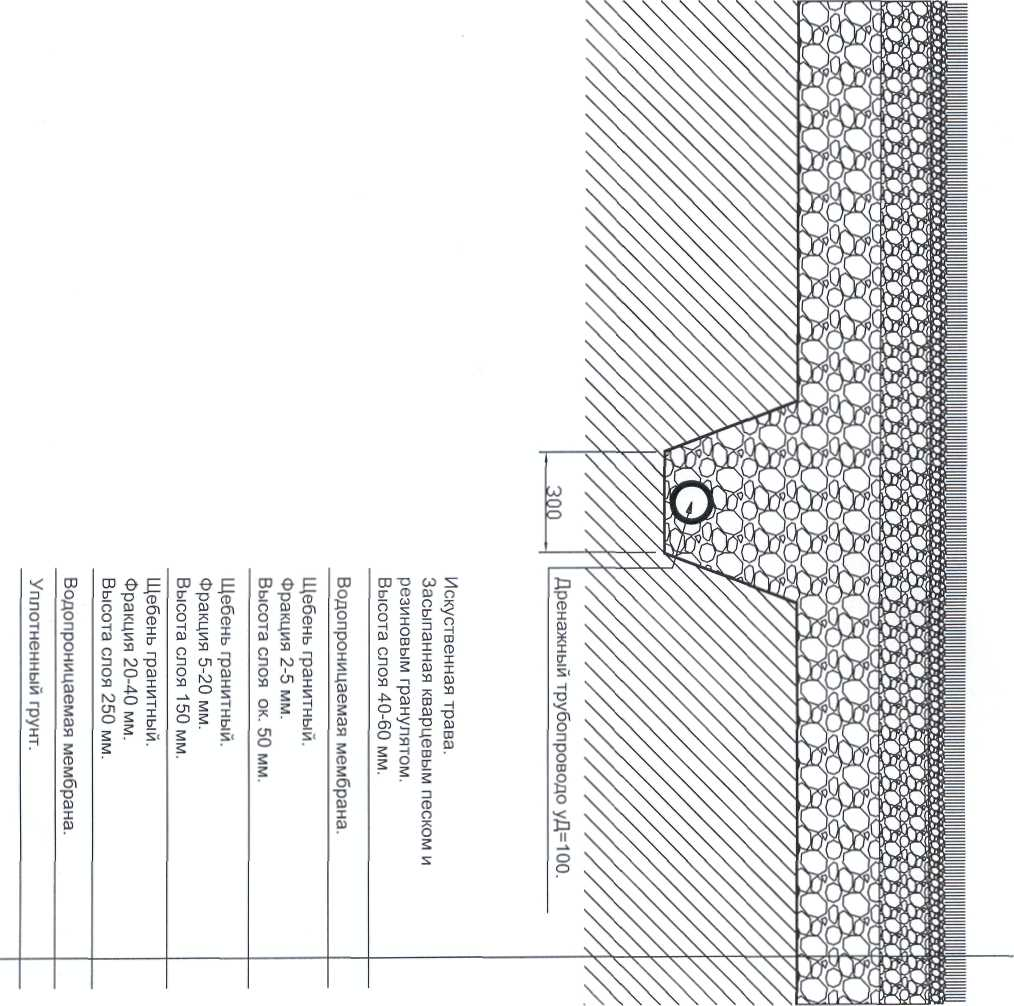 300
Дренажный трубопроводо уД=100.
Искуственная трава.
Засыпанная кварцевым песком и
резиновым гранулятом.
Высота слоя 40-60 мм.
Водопроницаемая мембрана.
Щебень гранитный.
Фракция 2-5 мм.
Высота слоя ок. 50 мм.
Щебень гранитный.
Фракция 5-20 мм.
Высота слоя 150 мм.
Щебень гранитный.
Фракция 20-40 мм.
Высота слоя 250 мм.
Водопроницаемая мембрана.
Уплотненный грунт.